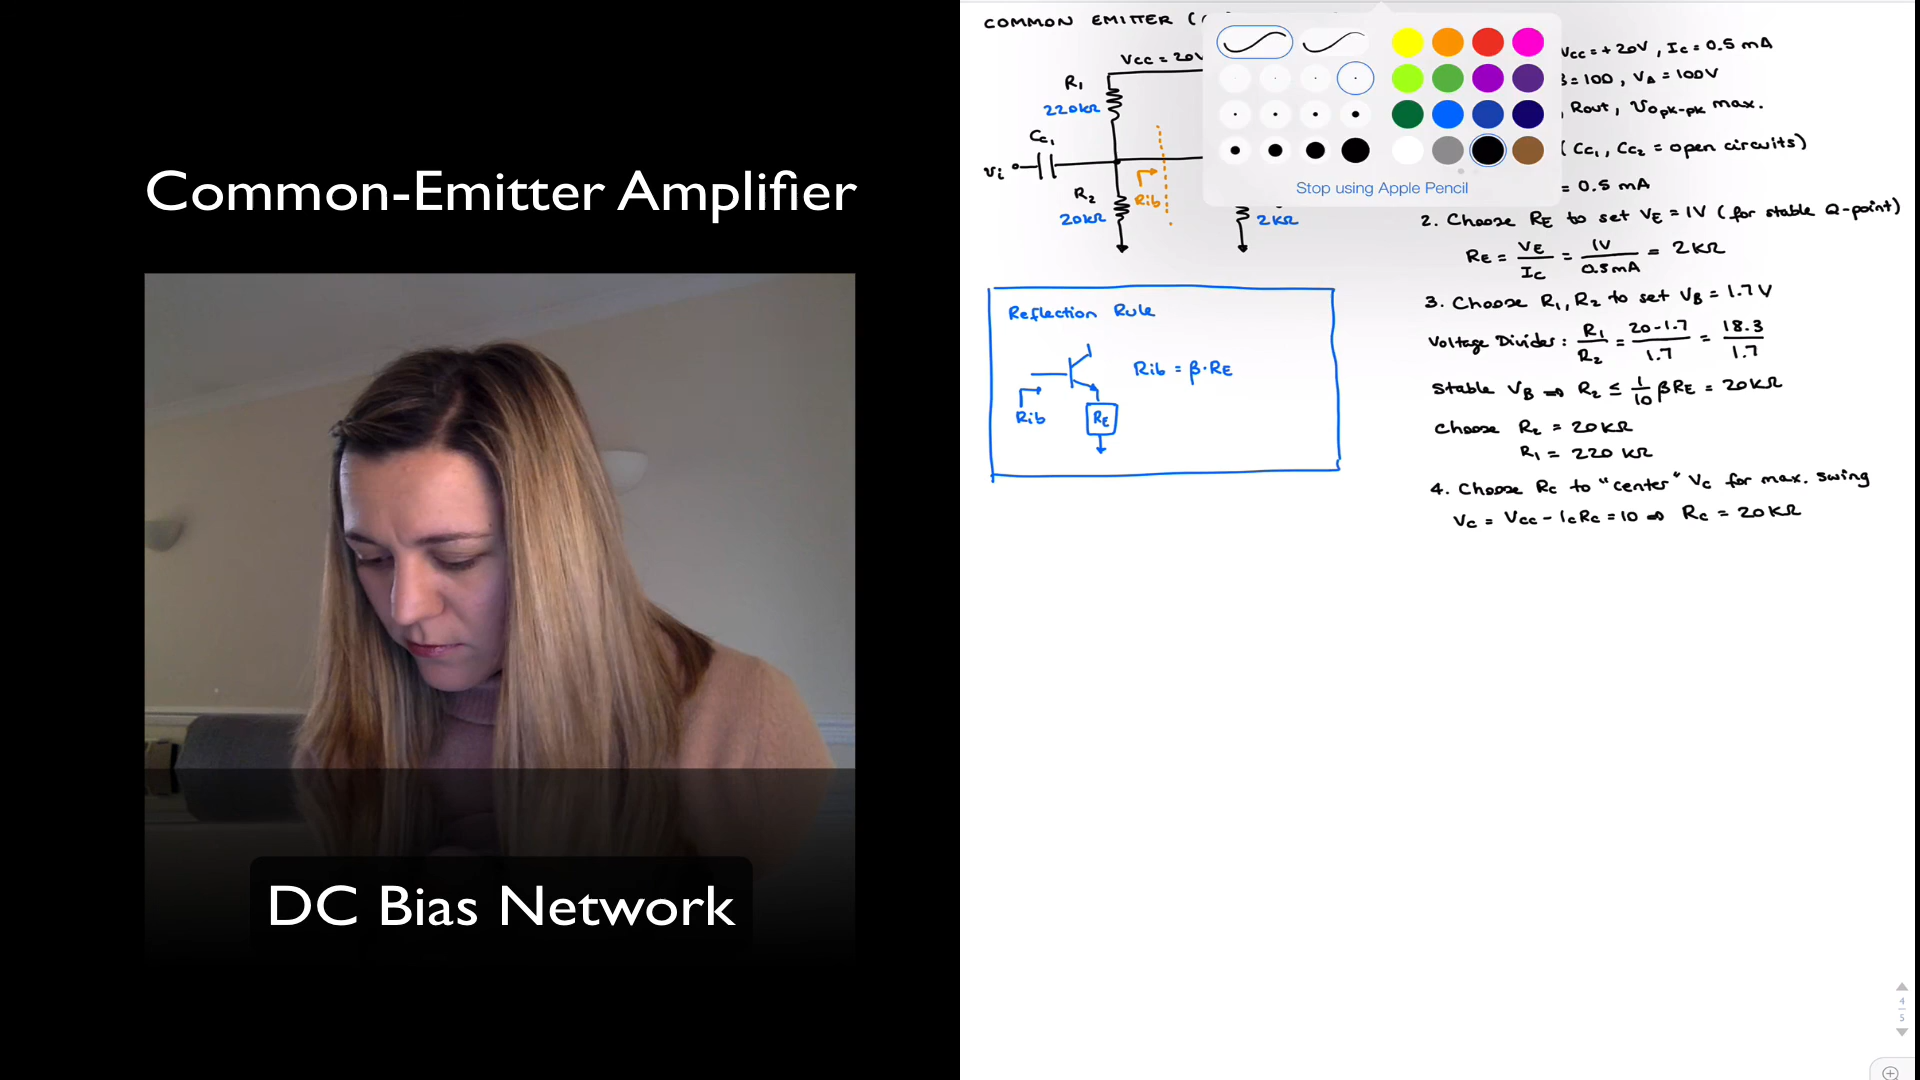 Common-Emitter Amplifier
DC Bias Network
COMMON EMITTER (
Vcc = 20V
R1
220kΩ
Cc1
Vi
R2
20kΩ
Rib
2kΩ
Stop using Apple Pencil
Vcc = +20V, Ic = 0.5 mA
= 100, VA = 100V
, Rout, Vopk-pk max.
(Cc1, Cc2 = open circuits)
= 0.5 mA
2. Choose RE to set VE = 1V (for stable Q-point)
RE = VE/Ic = 1V/0.5mA = 2kΩ
3. Choose R1, R2 to set VB = 1.7V
Voltage Divider: R1/R2 = 20-1.7/1.7 = 18.3/1.7
Stable VB ⇒ R2 ≤ 1/10 βRE = 20kΩ
Choose R2 = 20kΩ
R1 = 220 kΩ
4. Choose Rc to "center" Vc for max. swing
Vc = Vcc - IcRc = 10 ⇒ Rc = 20kΩ
Reflection Rule
Rib = β·RE
Rib
RE
4
5